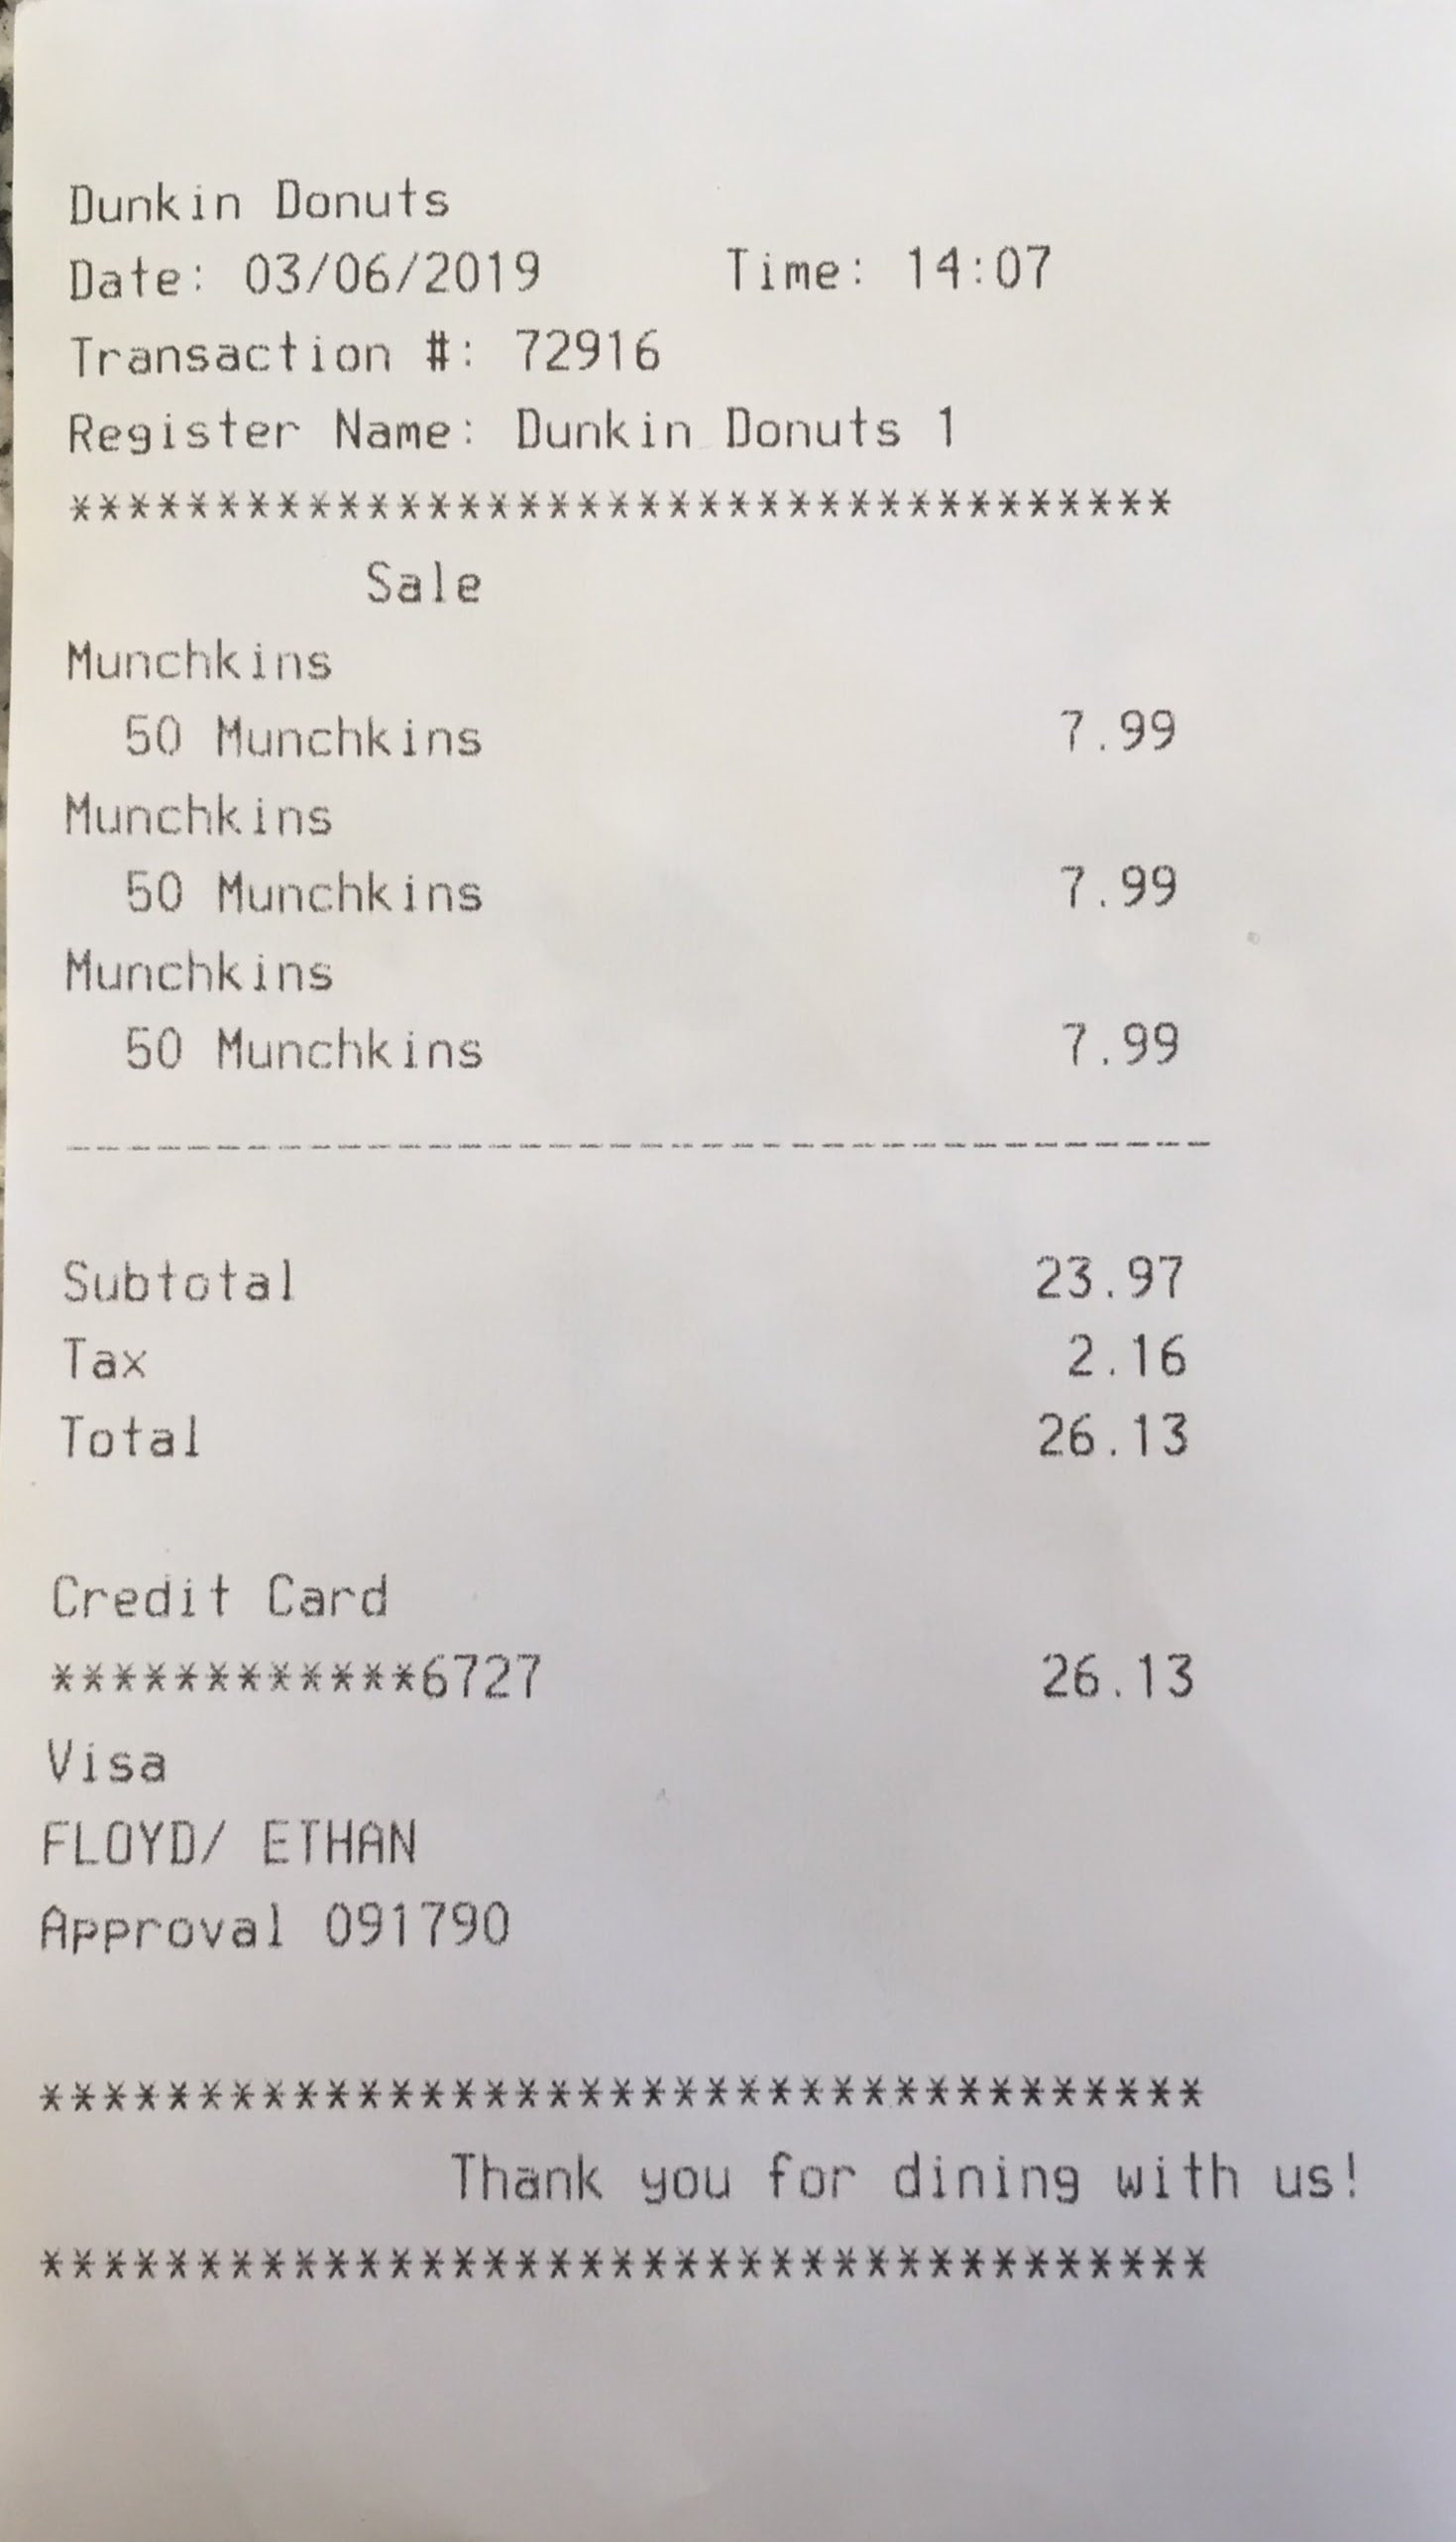 Dunkin Donuts
Date: 03/06/2019 Time: 14:07
Transaction #: 72916
Register Name: Dunkin Donuts 1
*************************************
Sale
Munchkins
50 Munchkins 7.99
Munchkins
50 Munchkins 7.99
Munchkins
50 Munchkins 7.99
--------------------------------------
Subtotal 23.97
Tax 2.16
Total 26.13
Credit Card
************6727 26.13
Visa
FLOYD/ ETHAN
Approval 091790
*************************************
Thank you for dining with us!
*************************************